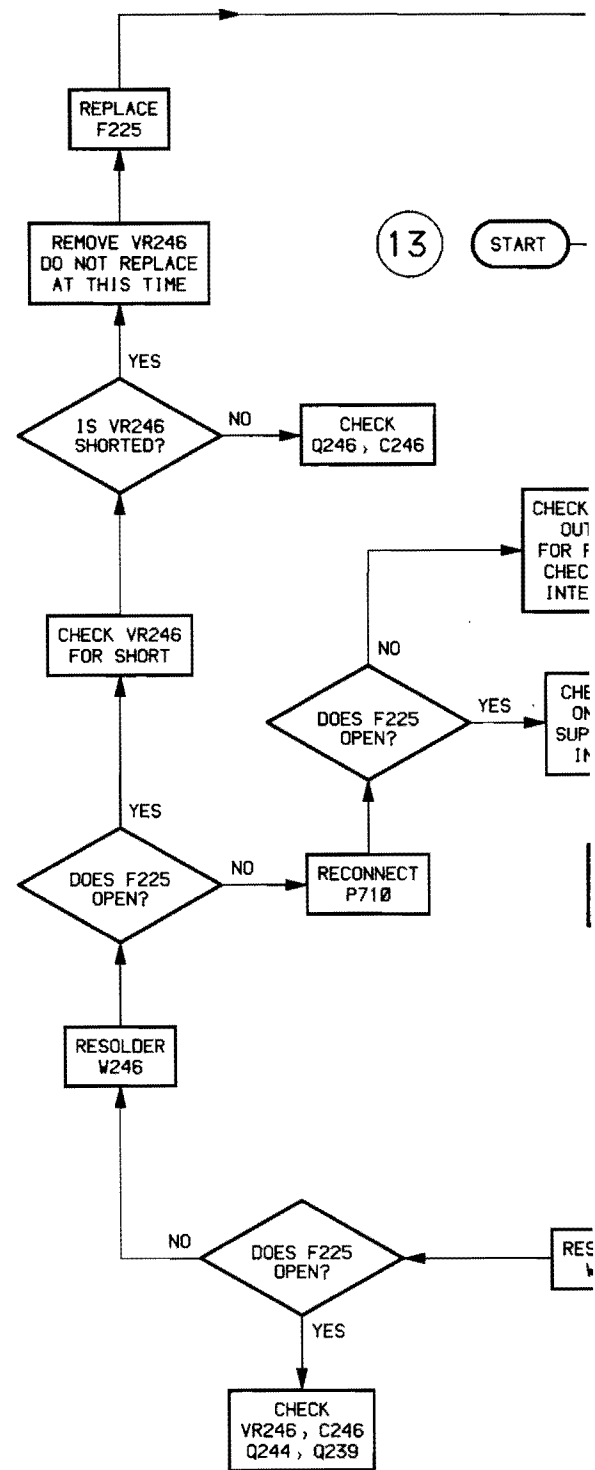 REPLACE
F225
REMOVE VR246
DO NOT REPLACE
AT THIS TIME
13
START
YES
IS VR246
SHORTED?
NO
CHECK
Q246, C246
CHECK
FOR
CHECK VR246
FOR SHORT
NO
DOES F225
OPEN?
YES
YES
DOES F225
OPEN?
NO
RECONNECT
P710
RESOLDER
W246
NO
DOES F225
OPEN?
YES
CHECK
VR246, C246
Q244, Q239